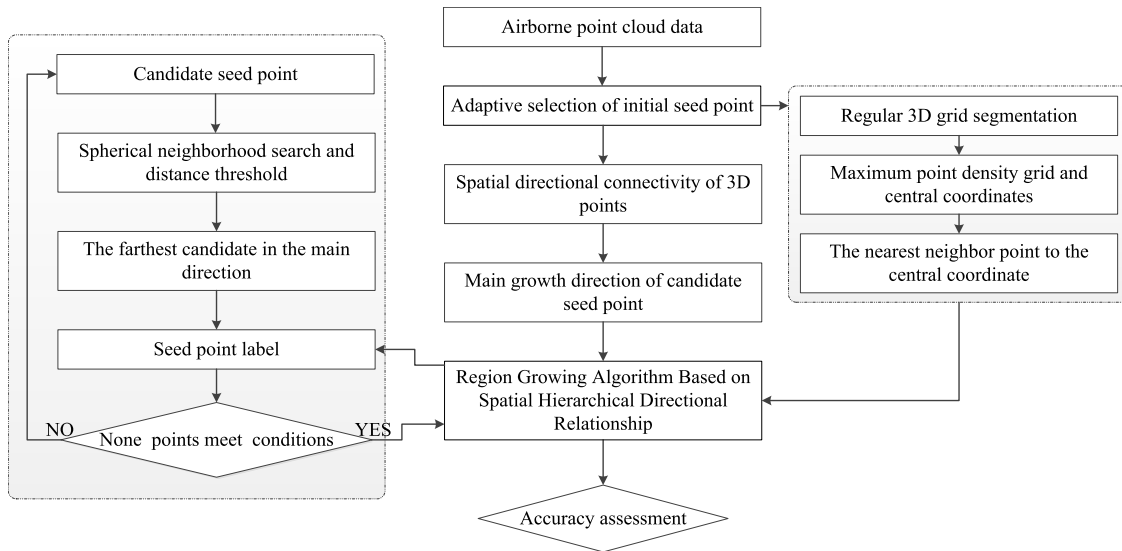 Airborne point cloud data
Adaptive selection of initial seed point
Spatial directional connectivity of 3D
points
Main growth direction of candidate
seed point
Region Growing Algorithm Based on
Spatial Hierarchical Directional
Relationship
Accuracy assessment
Candidate seed point
Spherical neighborhood search and
distance threshold
The farthest candidate in the main
direction
Seed point label
None points meet conditions
NO
YES
Regular 3D grid segmentation
Maximum point density grid and
central coordinates
The nearest neighbor point to the
central coordinate